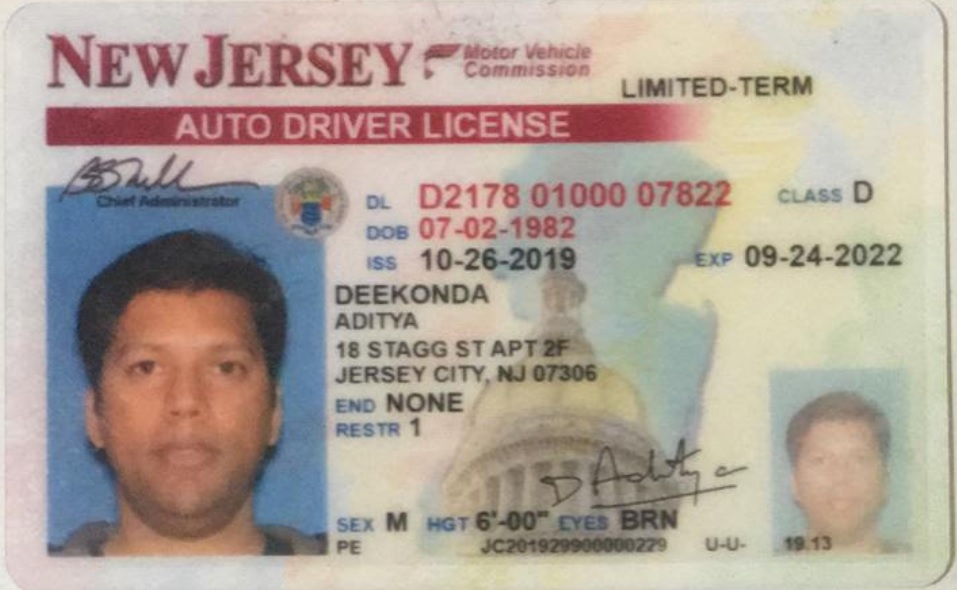 NEW JERSEY Motor Vehicle Commission
LIMITED-TERM
AUTO DRIVER LICENSE
Chief Administrator
DL D2178 01000 07822 CLASS D
DOB 07-02-1982
ISS 10-26-2019 EXP 09-24-2022
DEEKONDA
ADITYA
18 STAGG ST APT 2F
JERSEY CITY, NJ 07306
END NONE
RESTR 1
D Aditya
SEX M HGT 6'-00" EYES BRN
PE JC201929900000229 U-U- 19.13